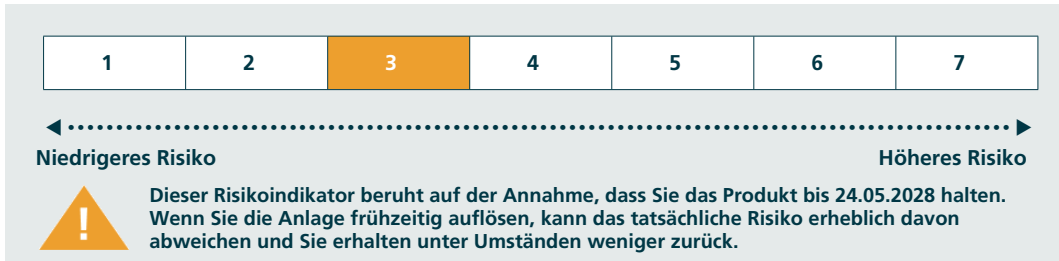 1 2 3 4 5 6 7
Niedrigeres Risiko Höheres Risiko
Dieser Risikoindikator beruht auf der Annahme, dass Sie das Produkt bis 24.05.2028 halten.
Wenn Sie die Anlage frühzeitig auflösen, kann das tatsächliche Risiko erheblich davon
abweichen und Sie erhalten unter Umständen weniger zurück.